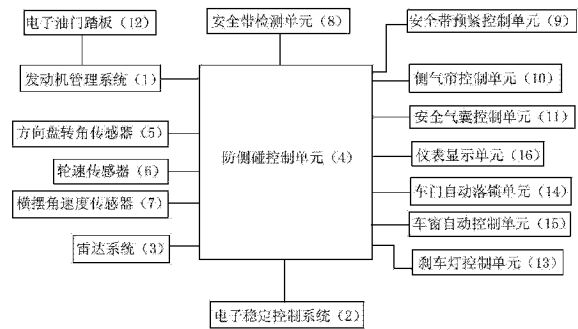 电子油门踏板（12）
安全带检测单元（8）
安全带预紧控制单元（9）
发动机管理系统（1）
侧气帘控制单元（10）
安全气囊控制单元（11）
方向盘转角传感器（5）
防侧碰控制单元（4）
仪表显示单元（16）
轮速传感器（6）
车门自动落锁单元（14）
横摆角速度传感器（7）
车窗自动控制单元（15）
雷达系统（3）
刹车灯控制单元（13）
电子稳定控制系统（2）